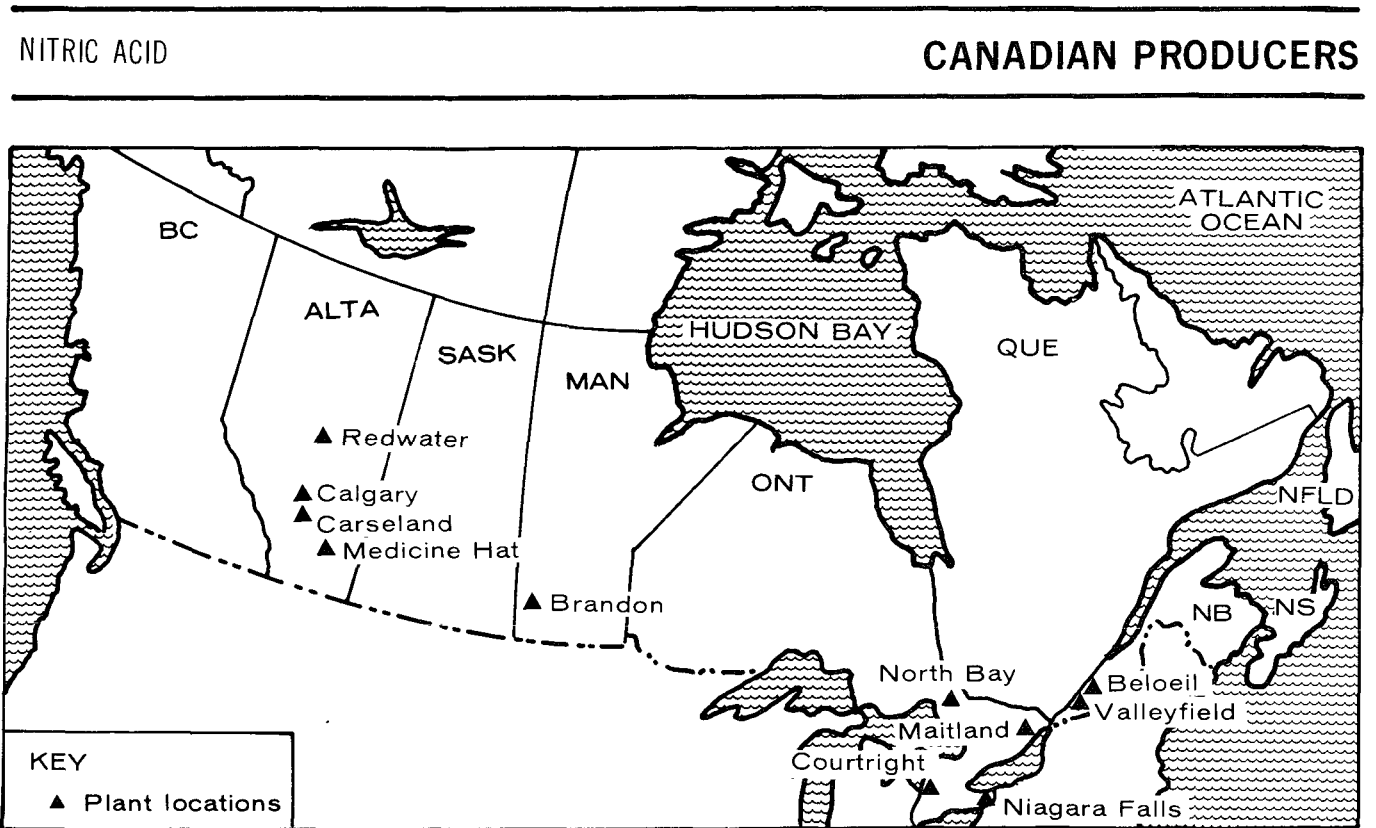 NITRIC ACID
CANADIAN PRODUCERS
ATLANTIC
OCEAN
BC
ALTA
HUDSON BAY
SASK
QUE
MAN
Redwater
ONT
Calgary
NFLD
Carseland
Medicine Hat
Brandon
NB
NS
North Bay
Beloeil
Valleyfield
Maitland
Courtright
KEY
Plant locations
Niagara Falls